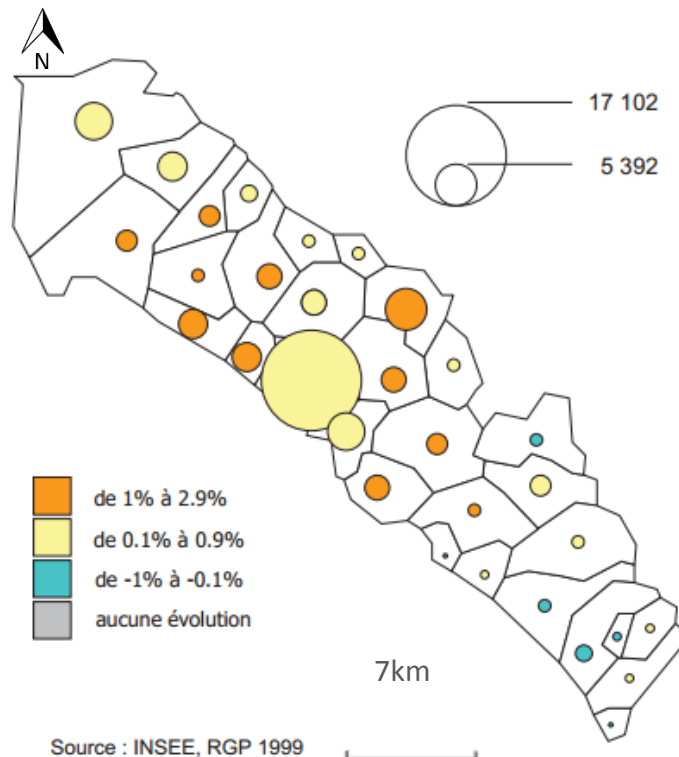 N
17 102
5 392
de 1% à 2.9%
de 0.1% à 0.9%
de -1% à -0.1%
aucune évolution
7km
Source : INSEE, RGP 1999